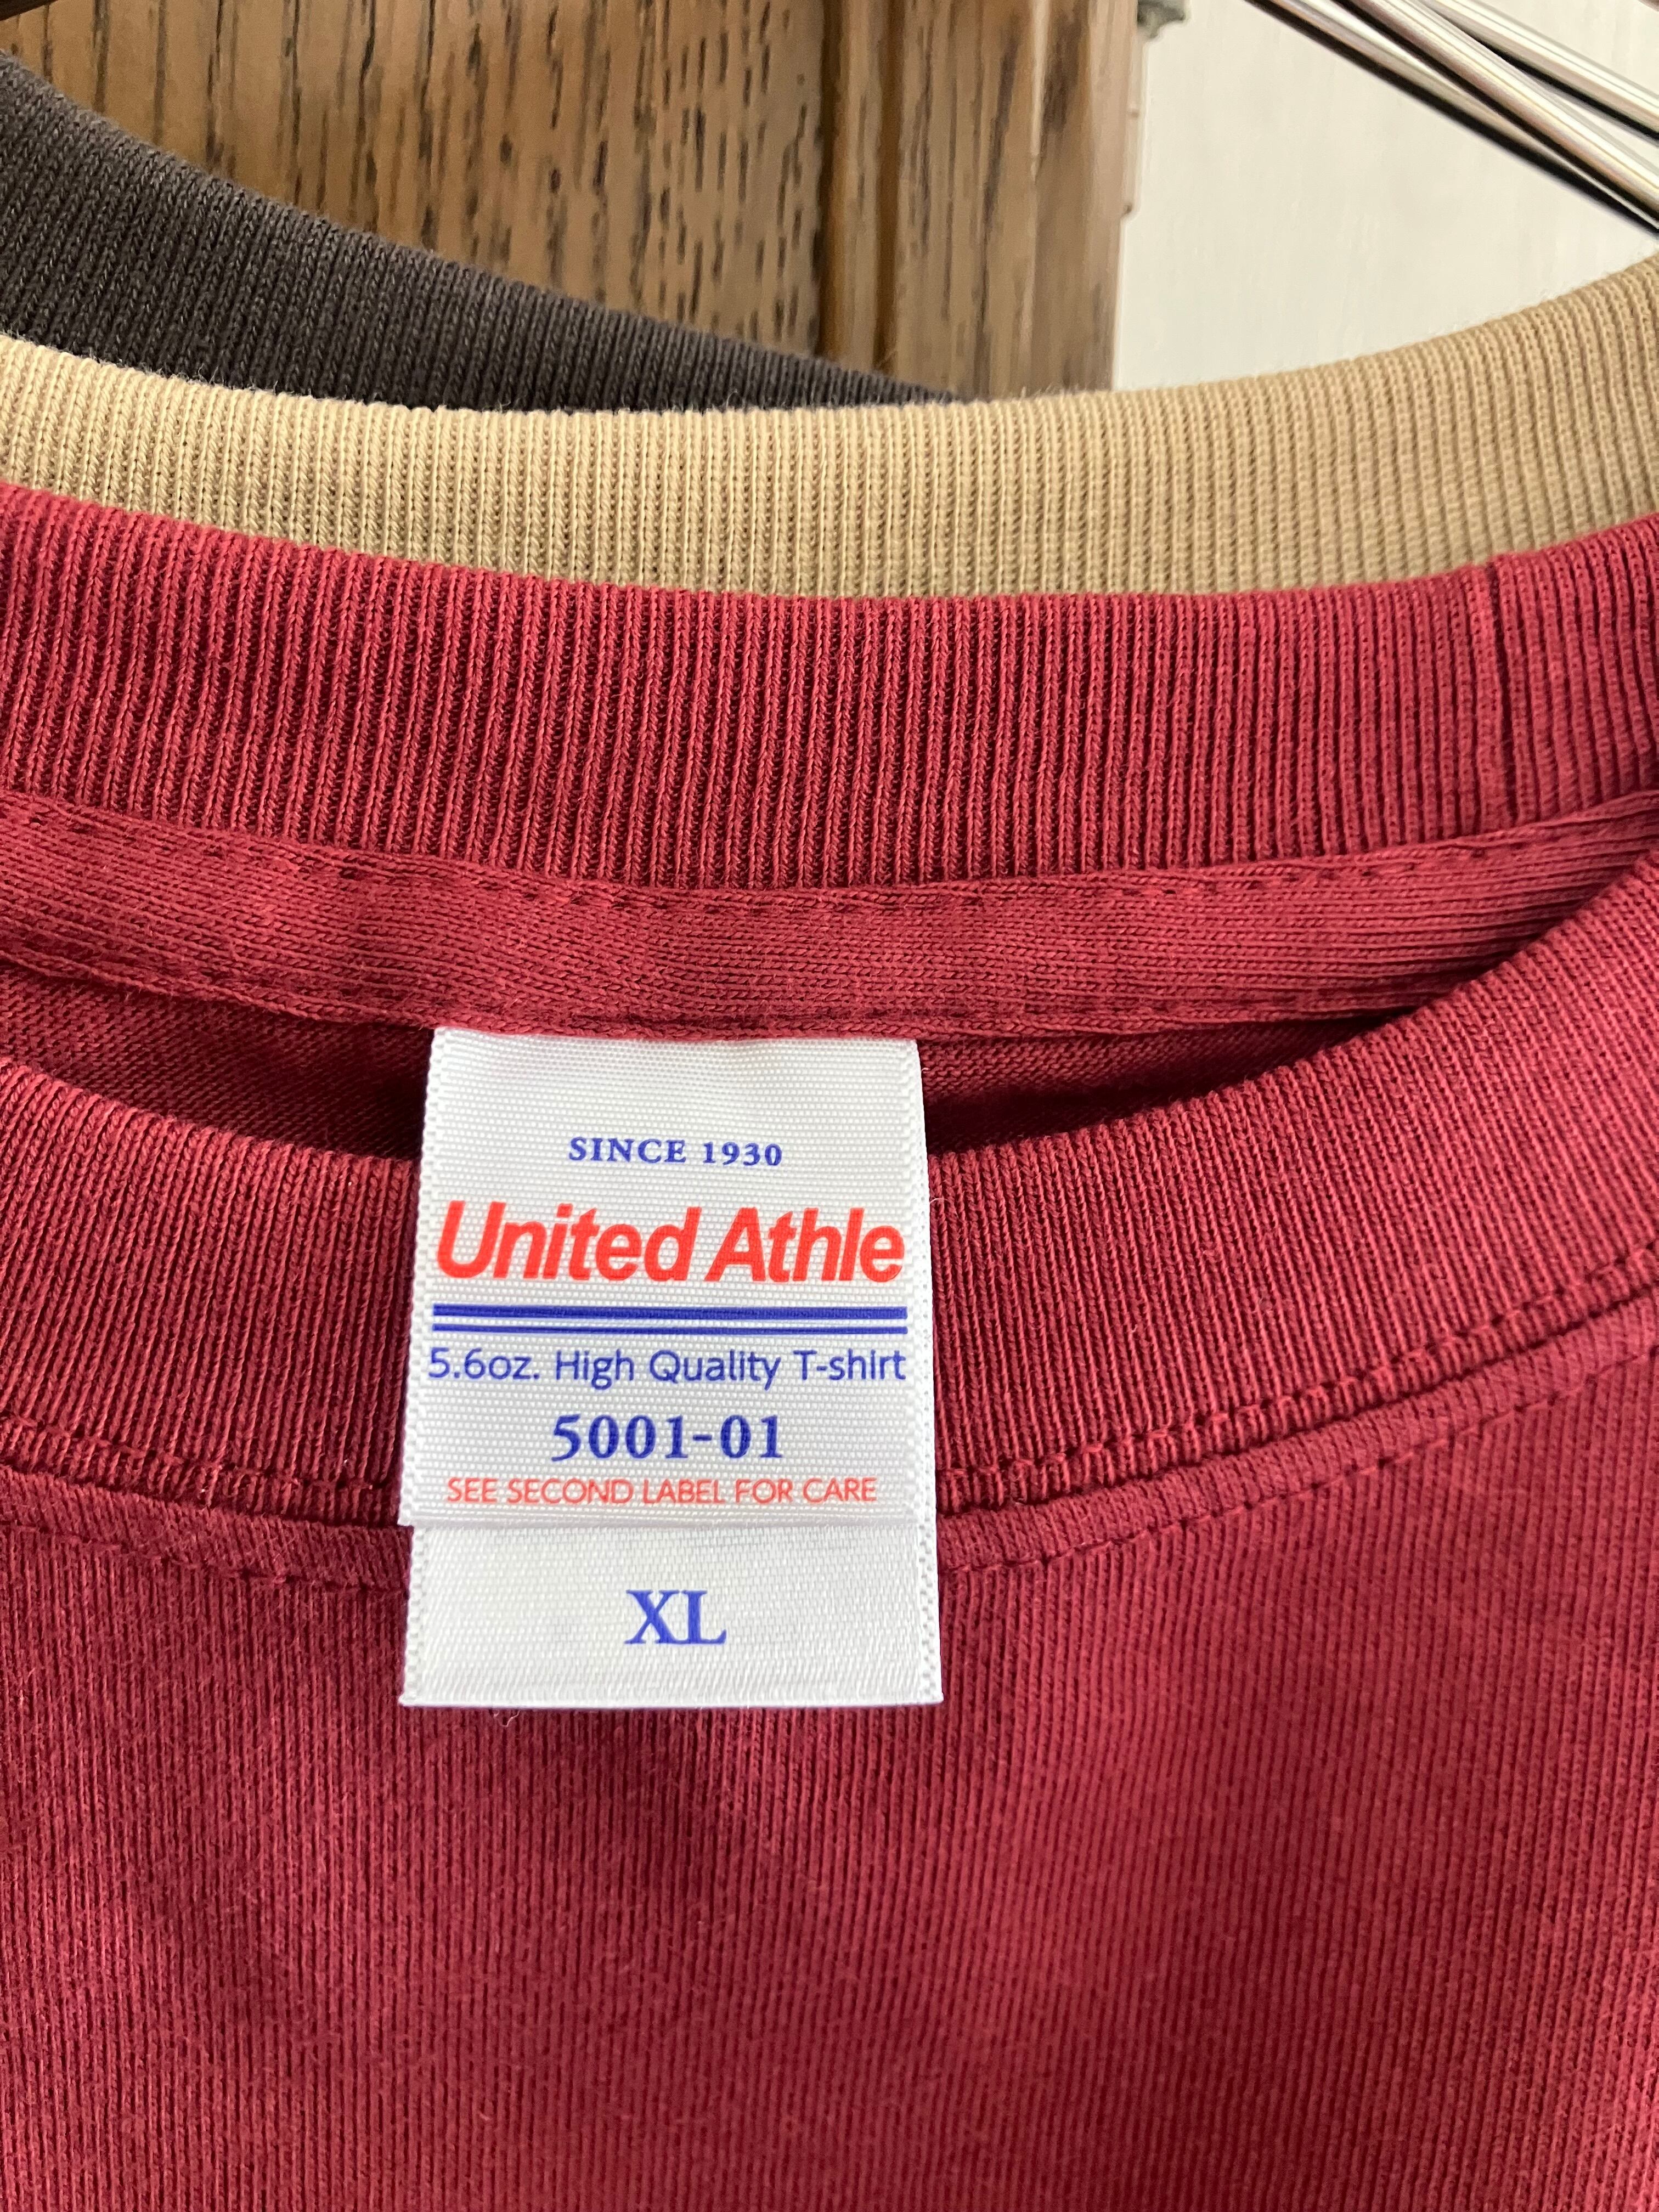 SINCE 1930
United Athle
5.6oz. High Quality T-shirt
5001-01
SEE SECOND LABEL FOR CARE
XL